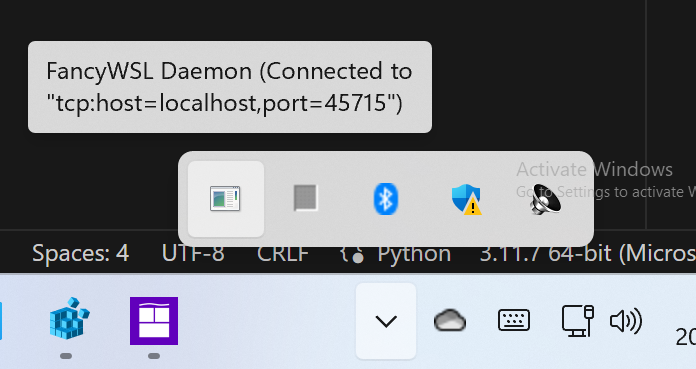 FancyWSL Daemon (Connected to
"tcp:host=localhost,port=45715")
Activate Windows
Go to Settings to activate W
Spaces: 4 UTF-8 CRLF Python 3.11.7 64-bit (Micros
20